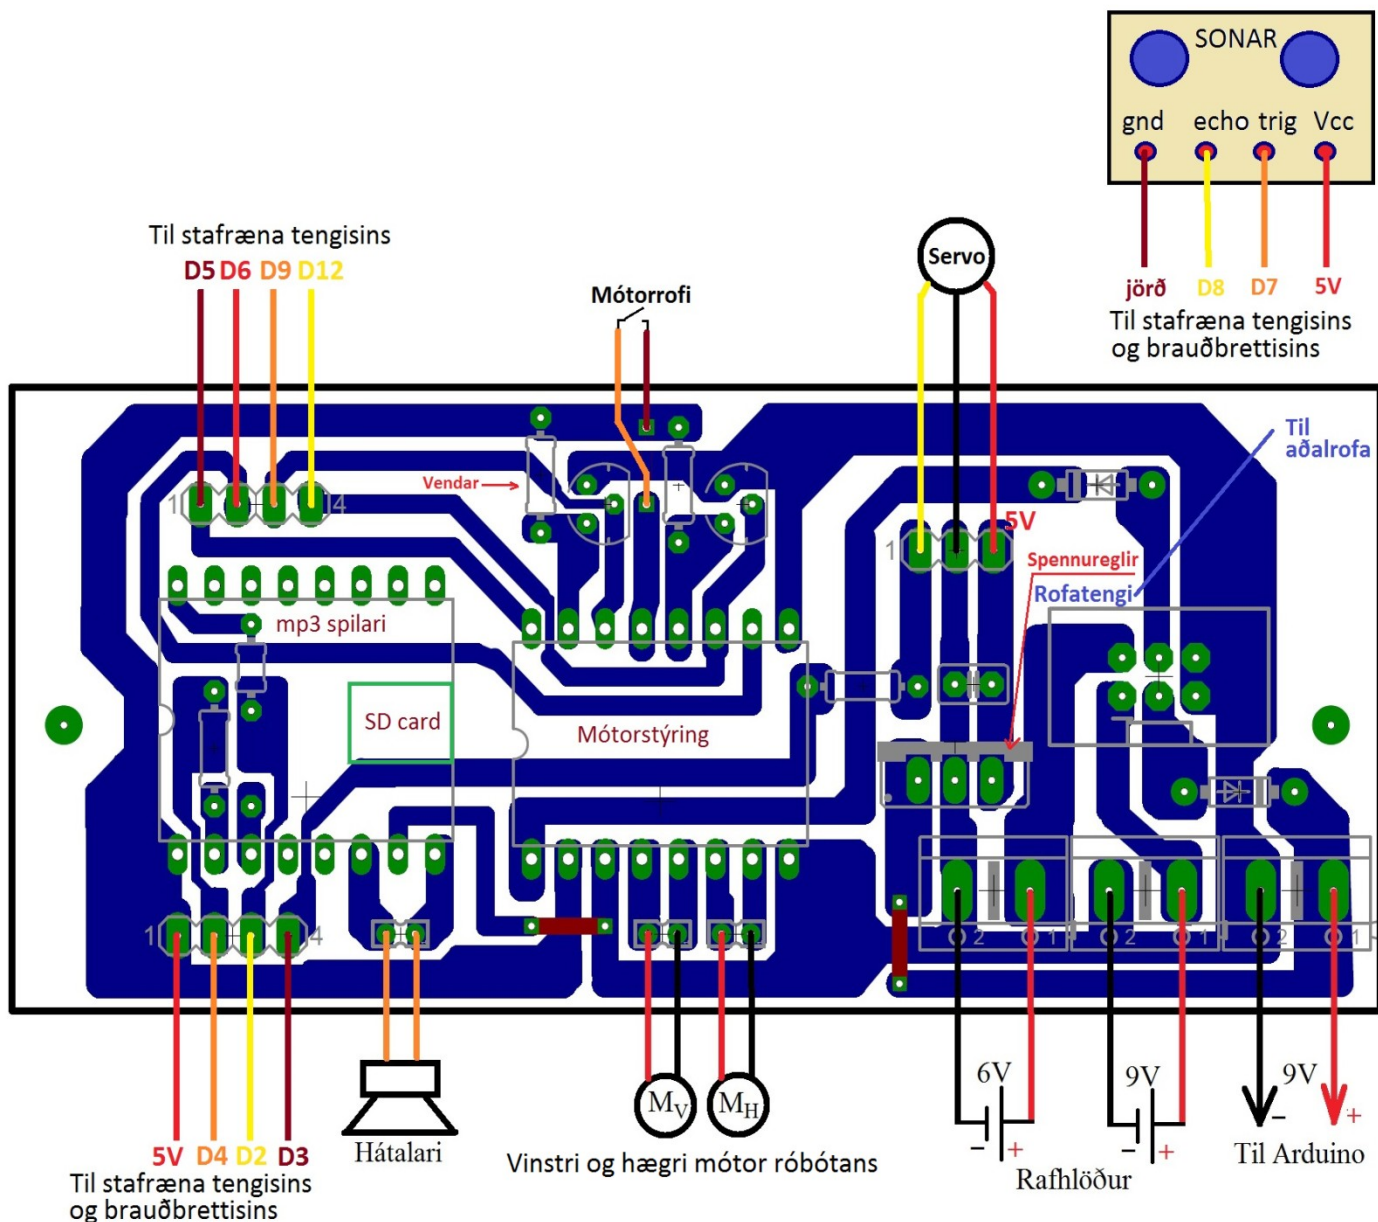 SONAR
gnd echo trig Vcc
jörð D8 D7 5V
Til stafræna tengisins
og brauðbrettisins
Til stafræna tengisins
D5 D6 D9 D12
Mótorrofi
Servo
Til
aðalrofa
Vendar
1 4
1
5V
Spennureglir
Rofatengi
mp3 spilari
SD card
Mótorstýring
1 4
2 1
2 1
2 1
5V D4 D2 D3
Til stafræna tengisins
og brauðbrettisins
Hátalari
MV MH
Vinstri og hægri mótor róbótans
6V
- +
9V
- +
Rafhlöður
9V
- +
Til Arduino